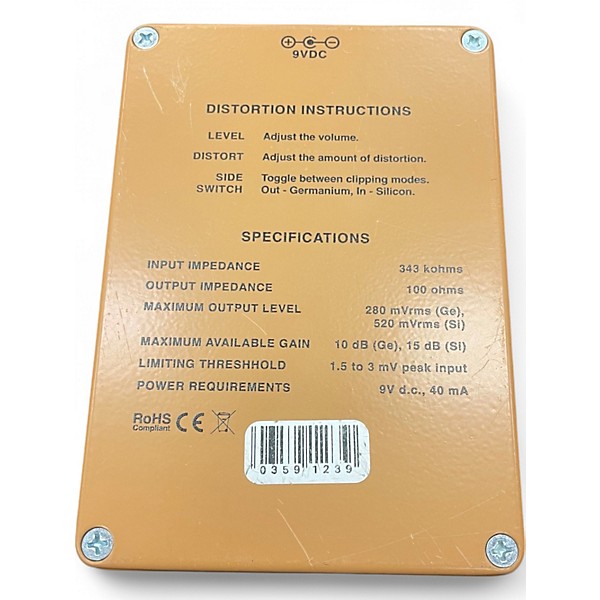 9VDC
DISTORTION INSTRUCTIONS
LEVEL Adjust the volume.
DISTORT Adjust the amount of distortion.
SIDE Toggle between clipping modes.
SWITCH Out - Germanium, In - Silicon.
SPECIFICATIONS
INPUT IMPEDANCE 343 kohms
OUTPUT IMPEDANCE 100 ohms
MAXIMUM OUTPUT LEVEL 280 mVrms (Ge),
520 mVrms (Si)
MAXIMUM AVAILABLE GAIN 10 dB (Ge), 15 dB (Si)
LIMITING THRESHHOLD 1.5 to 3 mV peak input
POWER REQUIREMENTS 9V d.c., 40 mA
RoHS CE
Compliant
03591239